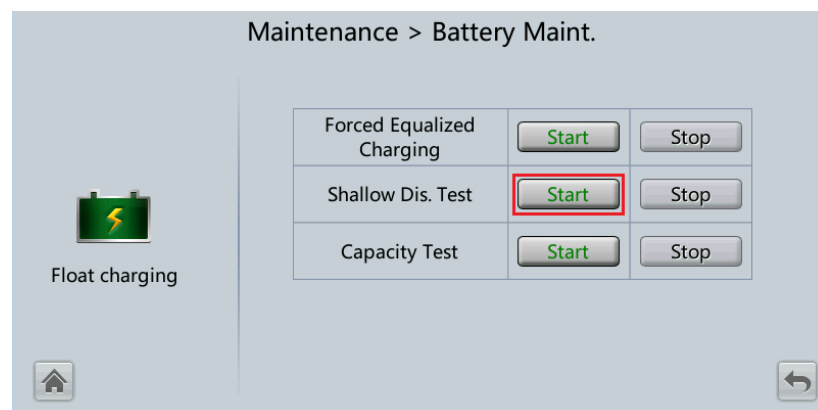 Maintenance > Battery Maint.
Forced Equalized
Charging
Start
Stop
Shallow Dis. Test
Start
Stop
Capacity Test
Start
Stop
Float charging